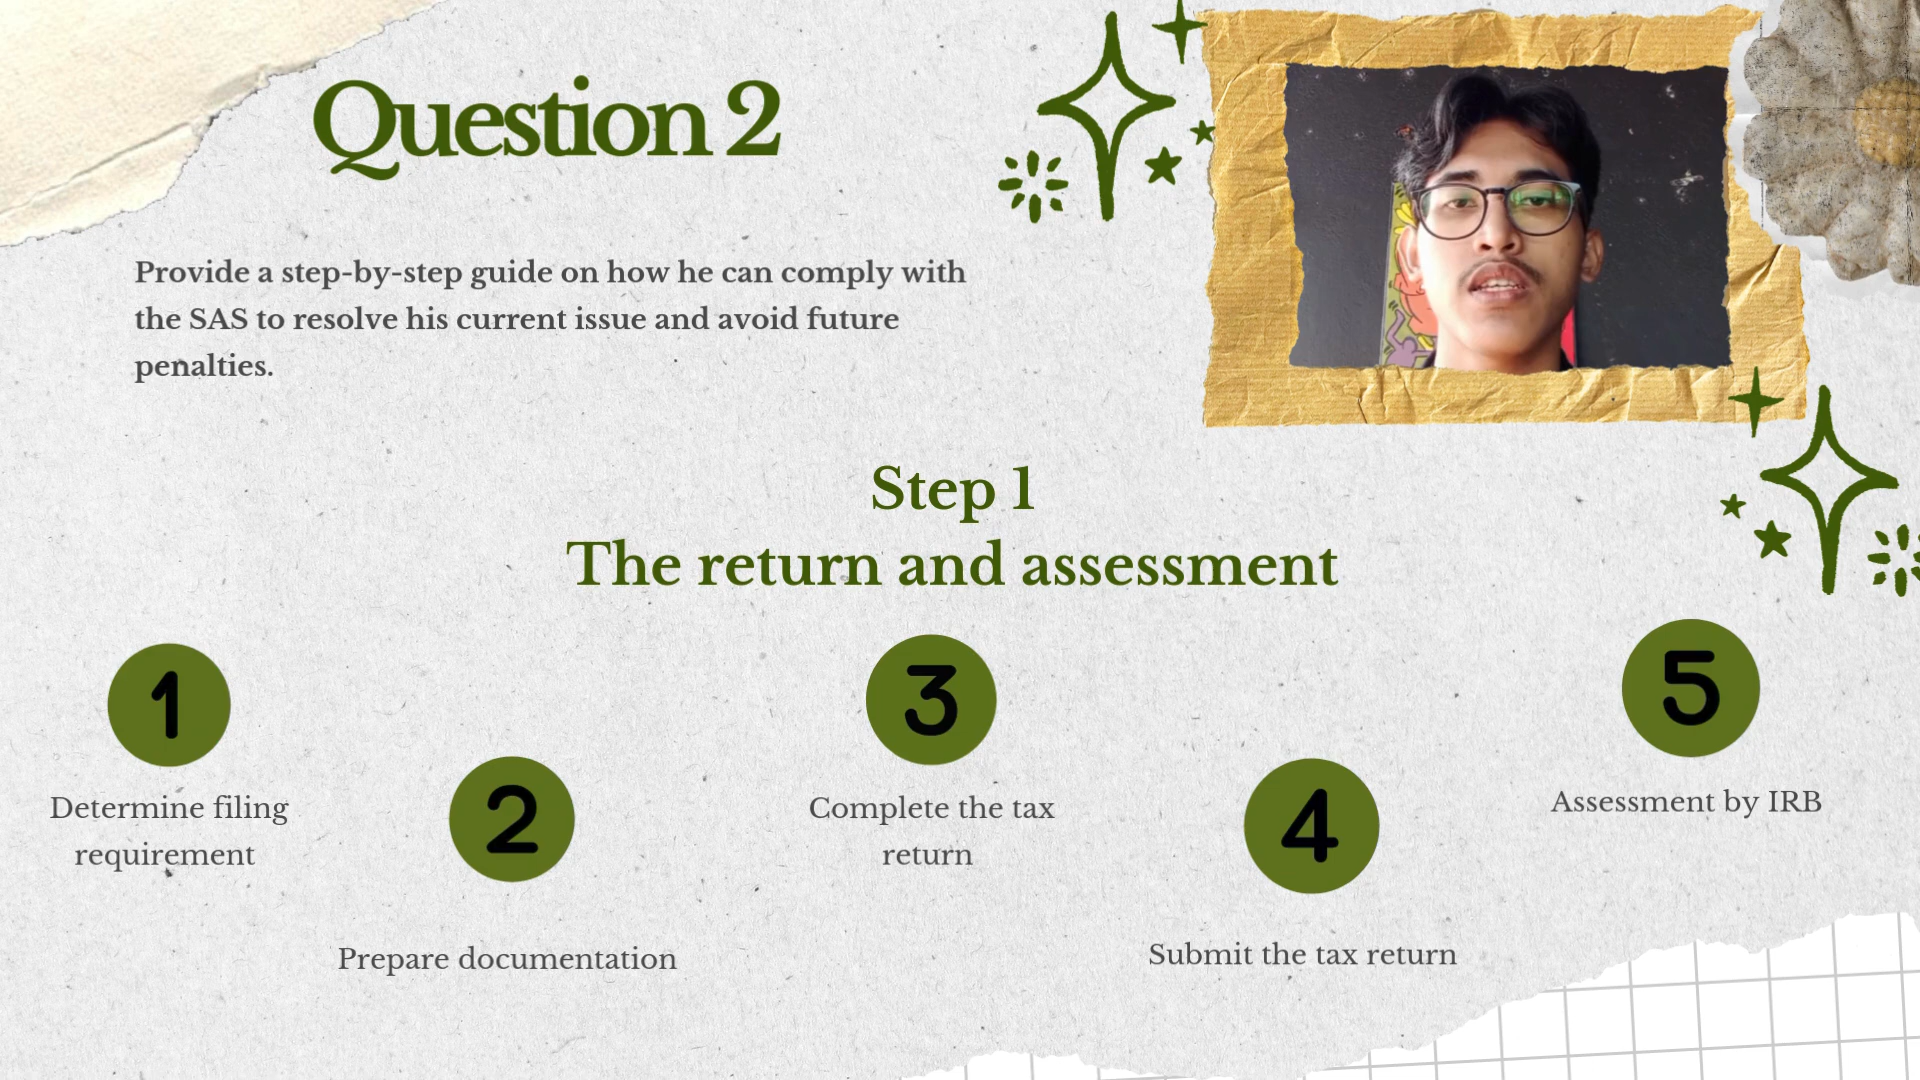 Question 2
Provide a step-by-step guide on how he can comply with
the SAS to resolve his current issue and avoid future
penalties.
Step 1
The return and assessment
1
Determine filing
requirement
2
Prepare documentation
3
Complete the tax
return
4
Submit the tax return
5
Assessment by IRB